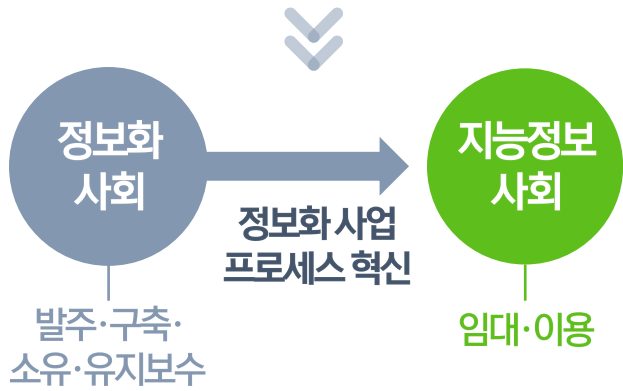 정보화
사회
지능정보
사회
정보화 사업
프로세스 혁신
발주·구축·
소유·유지보수
임대·이용